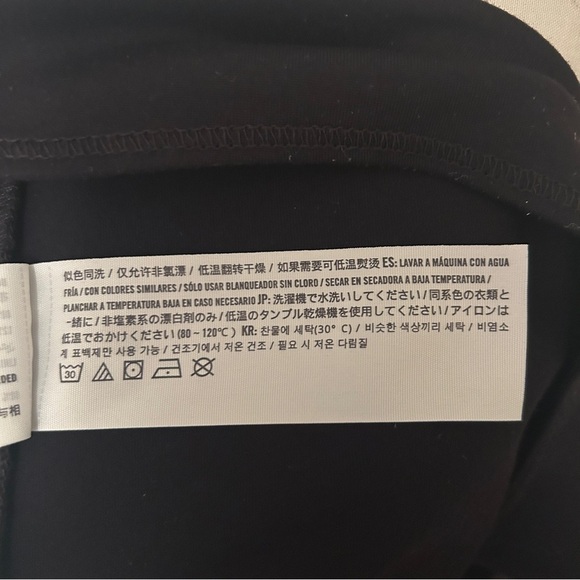 似色同洗 / 仅允许非氯漂 / 低温翻转干燥 / 如果需要可低温熨烫 ES: LAVAR A MÁQUINA CON AGUA
FRÍA / CON COLORES SIMILARES / SÓLO USAR BLANQUEADOR SIN CLORO / SECAR EN SECADORA A BAJA TEMPERATURA /
PLANCHAR A TEMPERATURA BAJA EN CASO NECESARIO JP: 洗濯機で水洗いしてください / 同系色の衣類と
一緒に / 非塩素系の漂白剤のみ / 低温のタンブル乾燥機を使用してください / アイロンは
低温でおかけください (80 ~ 120℃) KR: 찬물에 세탁(30° C) / 비슷한 색상끼리 세탁 / 비염소
계 표백제만 사용 가능 / 건조기에서 저온 건조 / 필요 시 저온 다림질
30
DED
与相